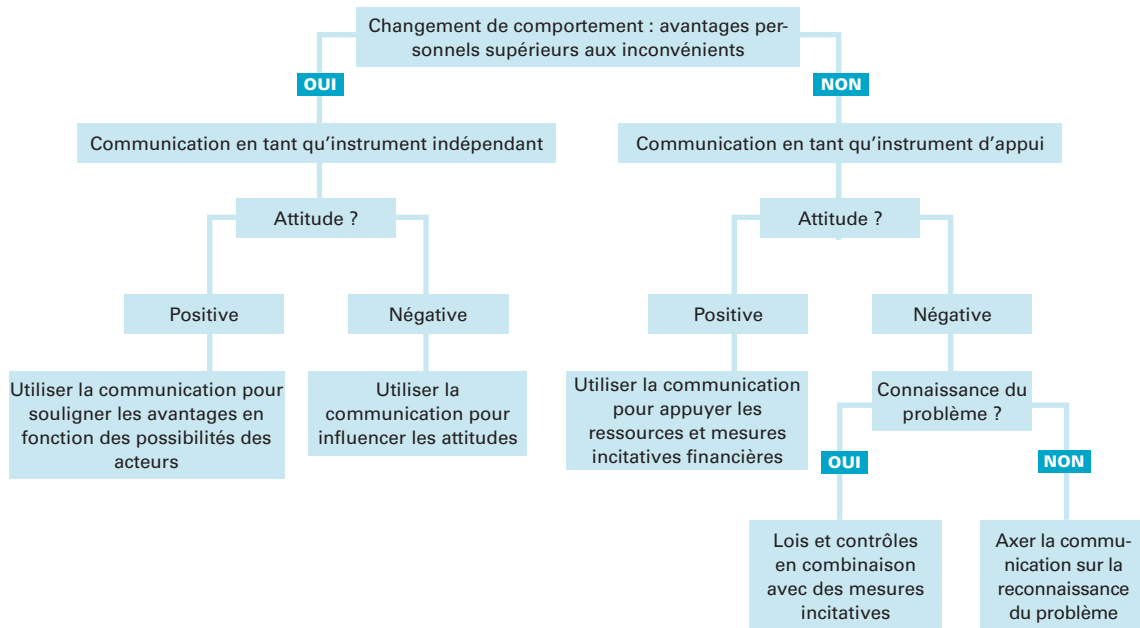 Changement de comportement : avantages per-
sonnels supérieurs aux inconvénients
OUI
NON
Communication en tant qu’instrument indépendant
Communication en tant qu’instrument d’appui
Attitude ?
Attitude ?
Positive
Négative
Positive
Négative
Utiliser la communication pour
souligner les avantages en
fonction des possibilités des
acteurs
Utiliser la
communication pour
influencer les attitudes
Utiliser la communication
pour appuyer les
ressources et mesures
incitatives financières
Connaissance du
problème ?
OUI
NON
Lois et contrôles
en combinaison
avec des mesures
incitatives
Axer la commu-
nication sur la
reconnaissance
du problème